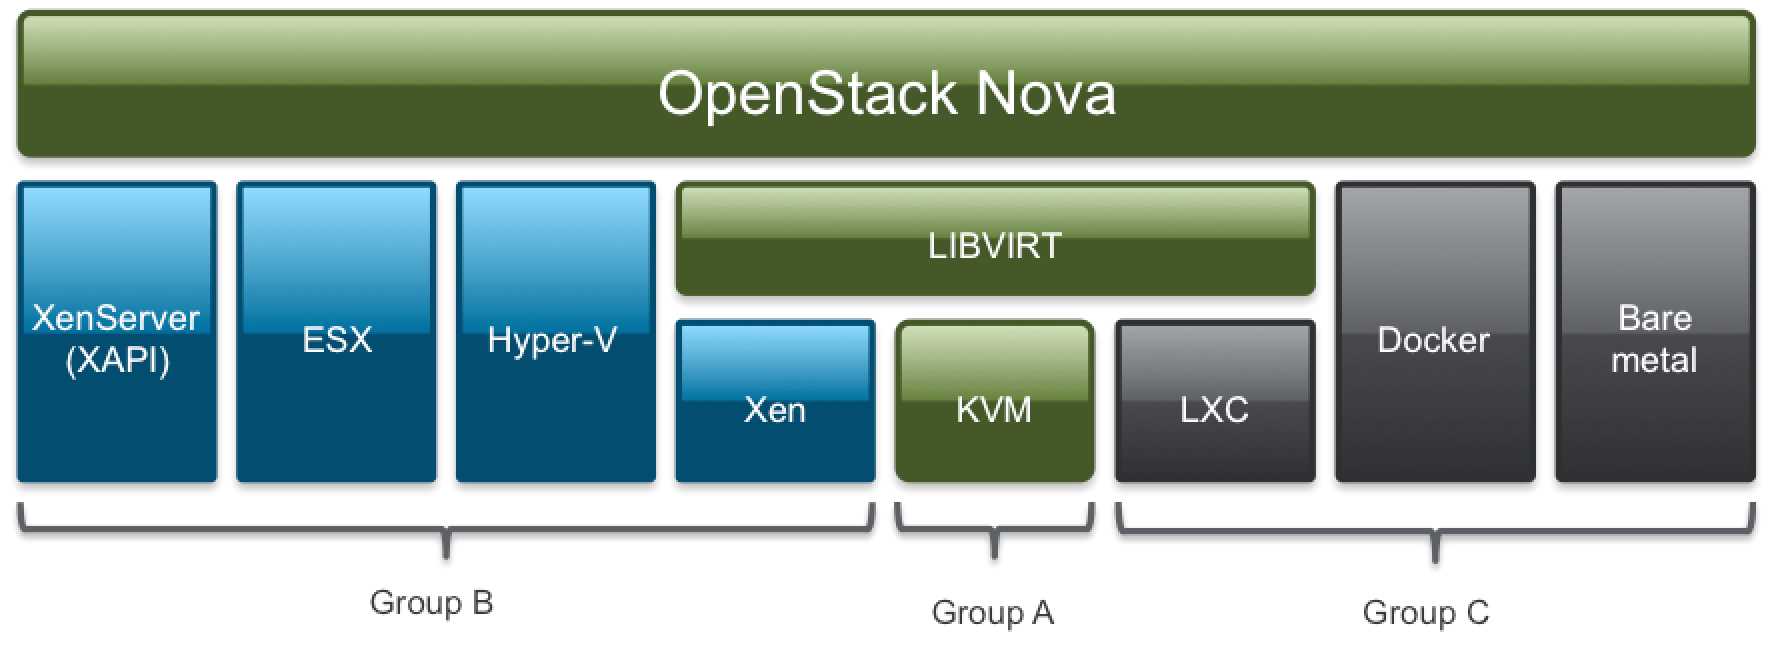 OpenStack Nova
LIBVIRT
XenServer
(XAPI)
ESX
Hyper-V
Xen
KVM
LXC
Docker
Bare
metal
Group B
Group A
Group C